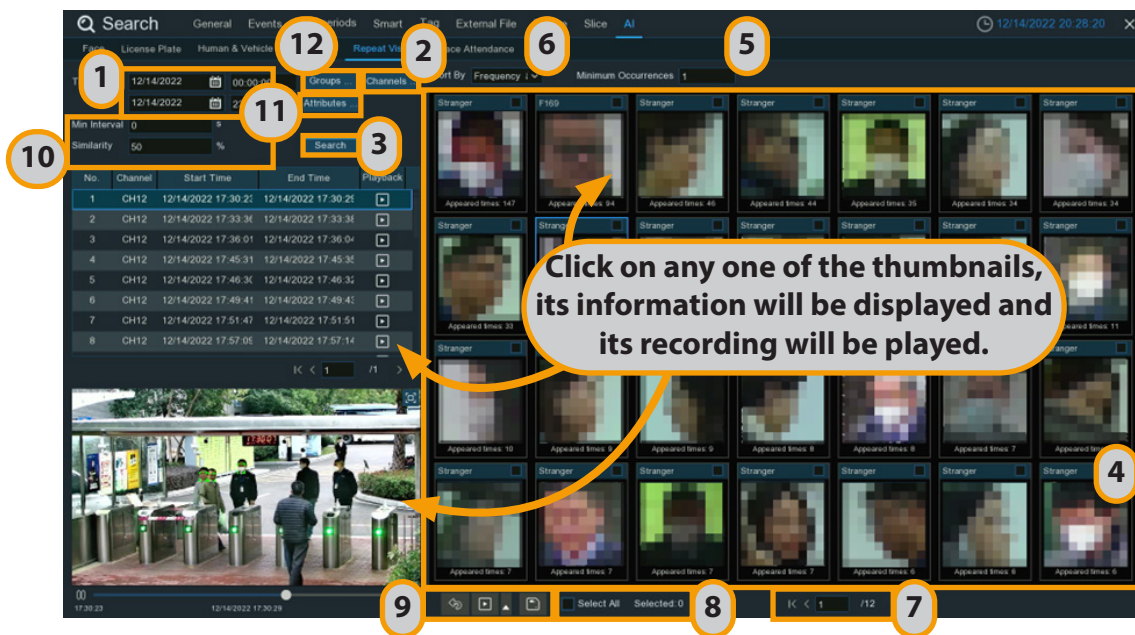 Search General Events Smart Tag External File Slice AI 12/14/2022 20:28:20
License Plate Human & Vehicle
12 2 6 5
1 12/14/2022 Groups ... Channels Sort By Frequency Minimum Occurrences 1
12/14/2022 11 Attributes ...
10 Min Interval 0 s
Similarity 50 % Search 3
No. Channel Start Time End Time Playback
1 CH12 12/14/2022 17:30:23 12/14/2022 17:30:29
2 CH12 12/14/2022 17:33:36 12/14/2022 17:33:38
3 CH12 12/14/2022 17:36:01 12/14/2022 17:36:04
4 CH12 12/14/2022 17:45:31 12/14/2022 17:45:35
5 CH12 12/14/2022 17:46:30 12/14/2022 17:46:32
6 CH12 12/14/2022 17:49:41 12/14/2022 17:49:43
7 CH12 12/14/2022 17:51:47 12/14/2022 17:51:51
8 CH12 12/14/2022 17:57:09 12/14/2022 17:57:14
1 /1
17:30:23 12/14/2022 17:30:29
Stranger F169 Stranger Stranger Stranger Stranger Stranger
Appeared times: 147 Appeared times: 94 Appeared times: 46 Appeared times: 44 Appeared times: 35 Appeared times: 34 Appeared times: 34
Stranger Stranger Stranger Stranger Stranger Stranger
Click on any one of the thumbnails,
its information will be displayed and
its recording will be played.
Appeared times: 33
Stranger
Appeared times: 10 Appeared times: 9 Appeared times: 9 Appeared times: 8 Appeared times: 8 Appeared times: 7
Stranger Stranger Stranger Stranger Stranger Stranger Stranger 4
Appeared times: 7 Appeared times: 7 Appeared times: 7 Appeared times: 7 Appeared times: 6 Appeared times: 6 Appeared times: 6
9 Select All Selected: 0 8 1 /12 7